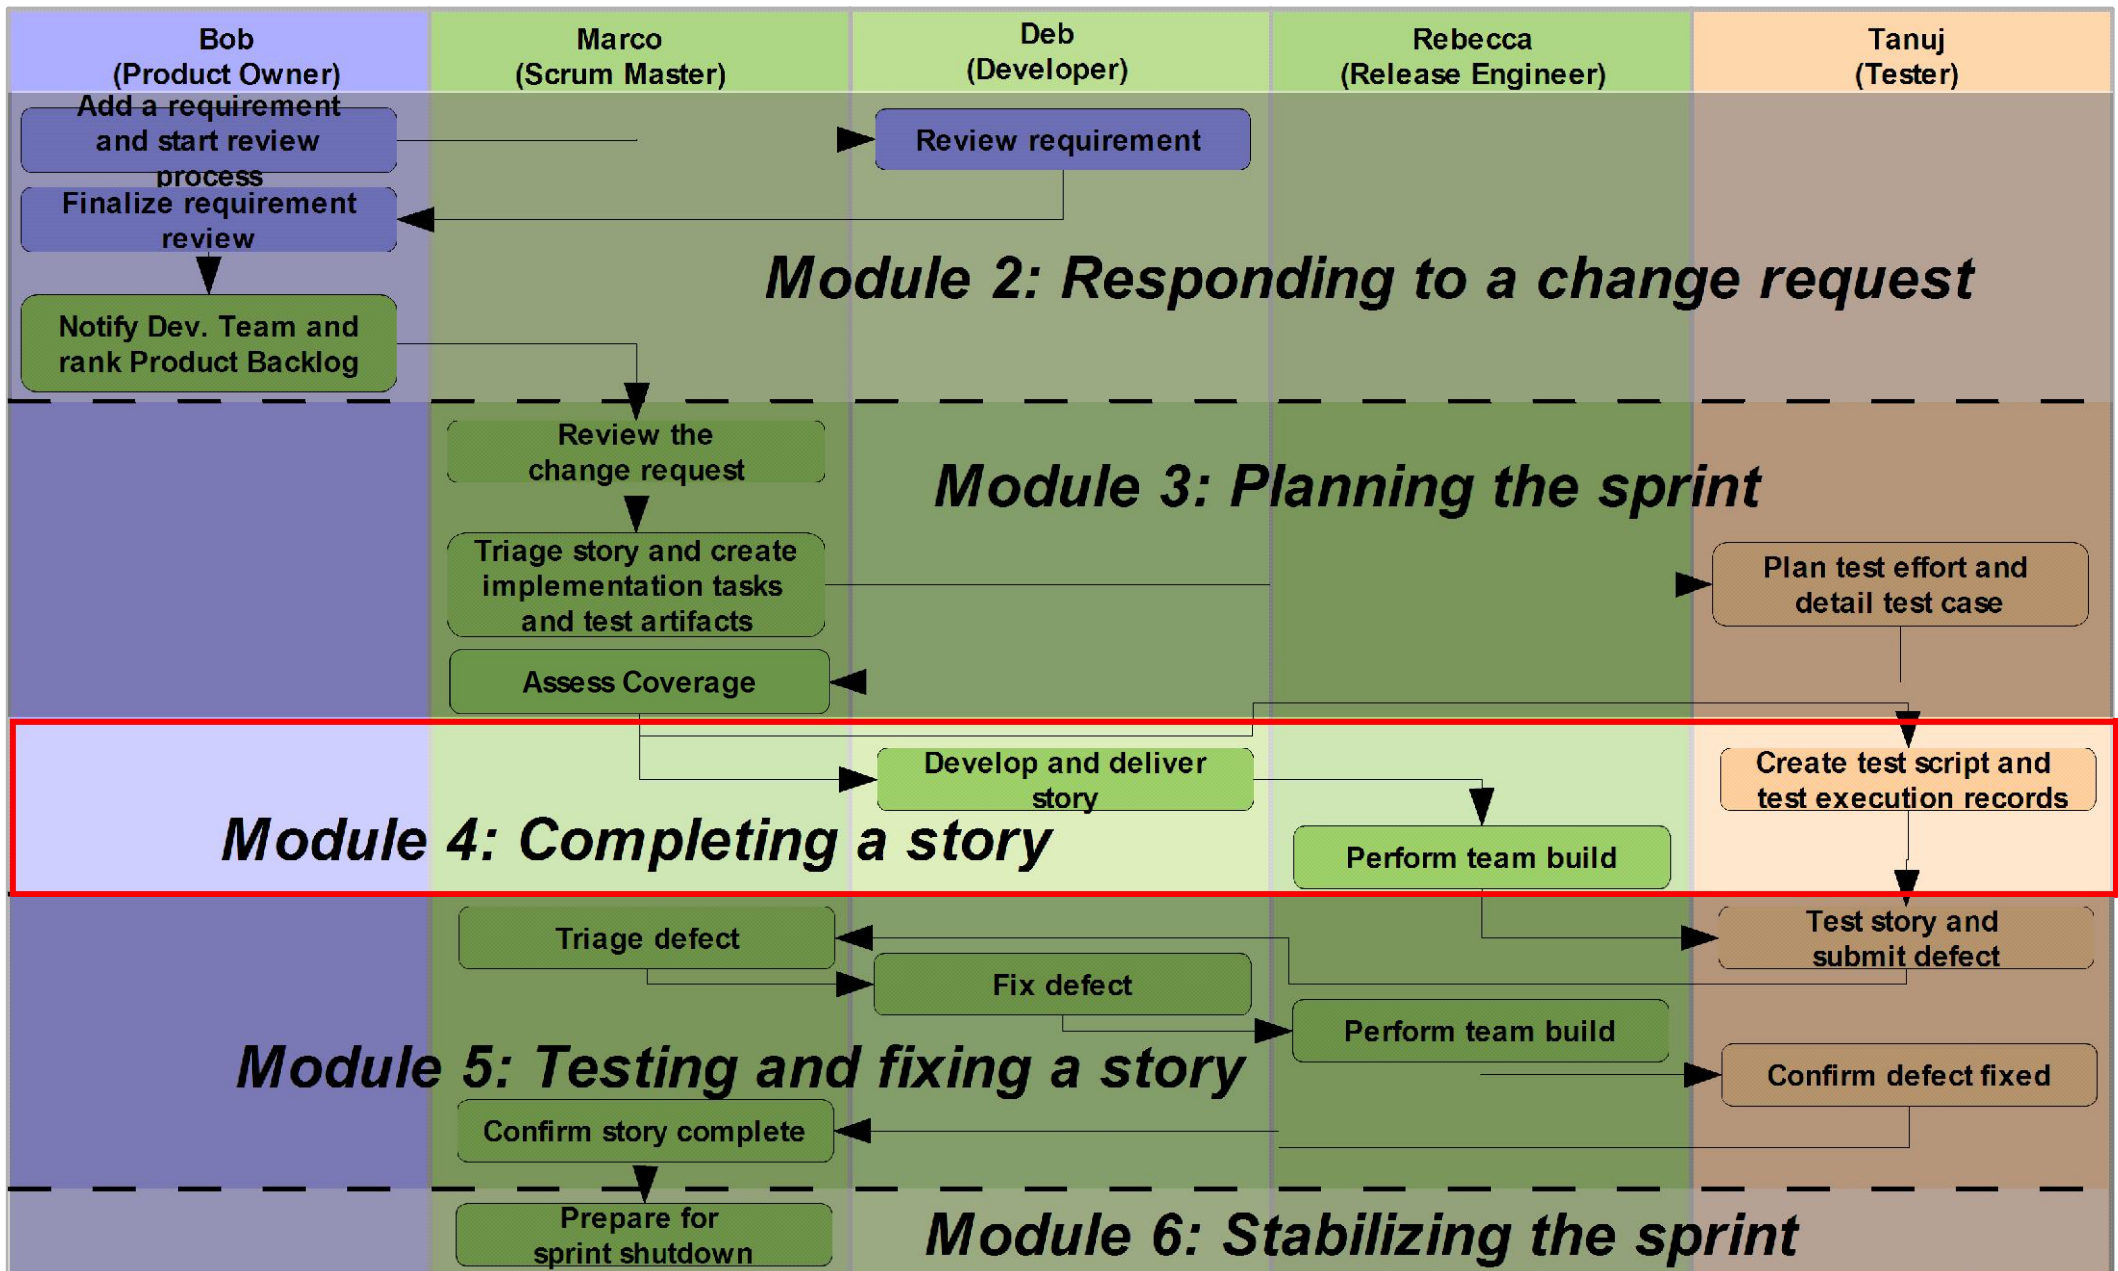 Bob
(Product Owner)
Marco
(Scrum Master)
Deb
(Developer)
Rebecca
(Release Engineer)
Tanuj
(Tester)
Add a requirement
and start review
process
Review requirement
Finalize requirement
review
Module 2: Responding to a change request
Notify Dev. Team and
rank Product Backlog
Review the
change request
Module 3: Planning the sprint
Triage story and create
implementation tasks
and test artifacts
Plan test effort and
detail test case
Assess Coverage
Develop and deliver
story
Create test script and
test execution records
Module 4: Completing a story
Perform team build
Triage defect
Test story and
submit defect
Fix defect
Perform team build
Module 5: Testing and fixing a story
Confirm defect fixed
Confirm story complete
Prepare for
sprint shutdown
Module 6: Stabilizing the sprint